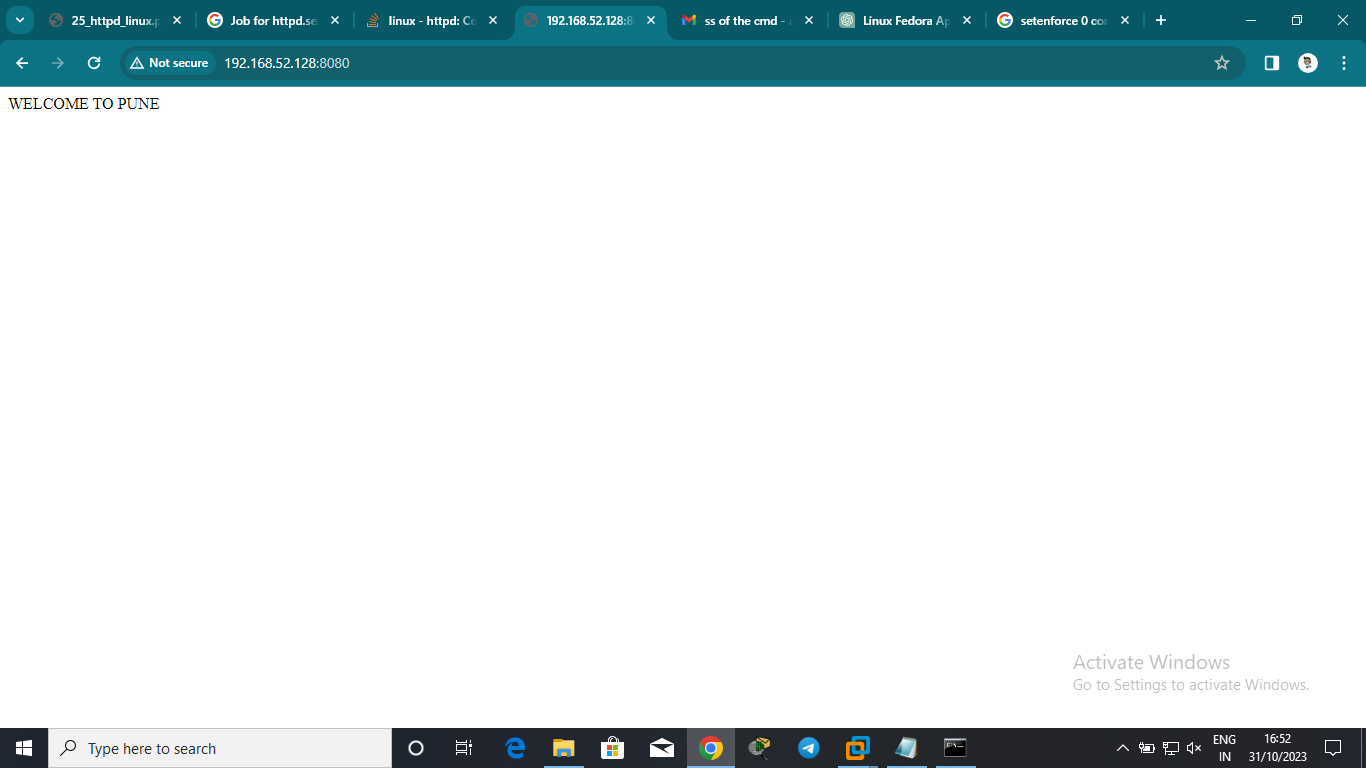 25_httpd_linux.p
Job for httpd.se
linux - httpd: Co
192.168.52.128:8
ss of the cmd -
Linux Fedora Ap
setenforce 0 co
Not secure
192.168.52.128:8080
WELCOME TO PUNE
Activate Windows
Go to Settings to activate Windows.
Type here to search
ENG
IN
16:52
31/10/2023